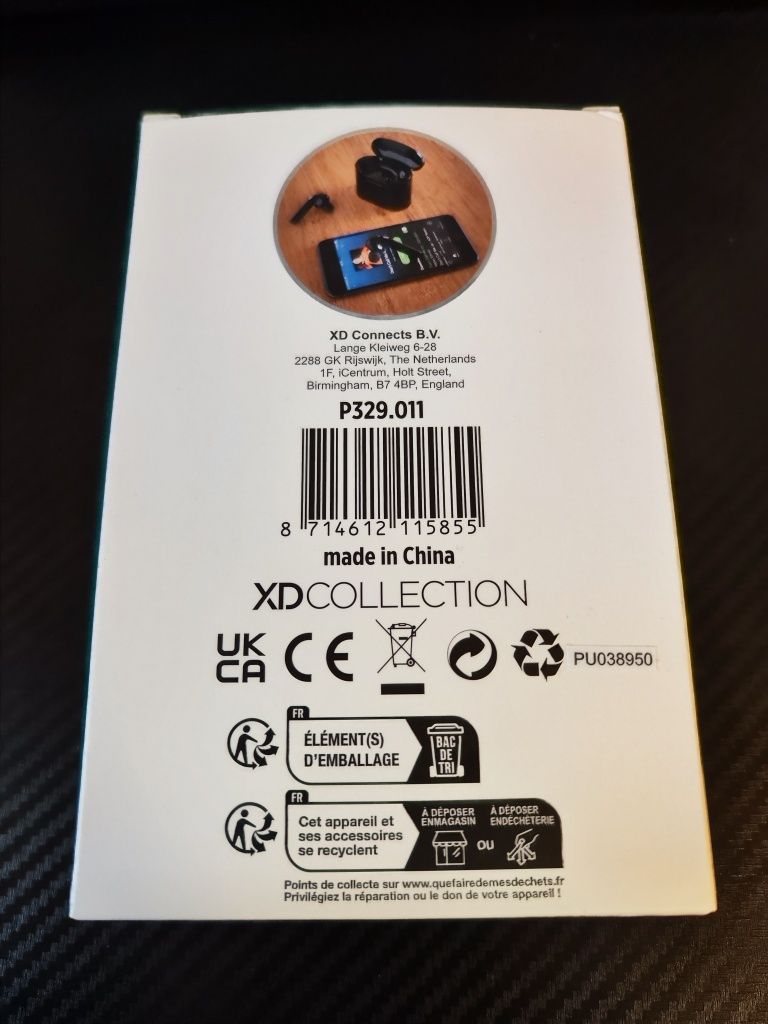 XD Connects B.V.
Lange Kleiweg 6-28
2288 GK Rijswijk, The Netherlands
1F, iCentrum, Holt Street,
Birmingham, B7 4BP, England
P329.011
8 714612 115855
made in China
XDCOLLECTION
UK
CA
CE
PU038950
FR
ÉLÉMENT(S)
D'EMBALLAGE
BAC
DE
TRI
FR
Cet appareil et
ses accessoires
se recyclent
À DÉPOSER
EN MAGASIN
OU
À DÉPOSER
EN DÉCHÈTERIE
Points de collecte sur www.quefairedemesdechets.fr
Privilégiez la réparation ou le don de votre appareil !